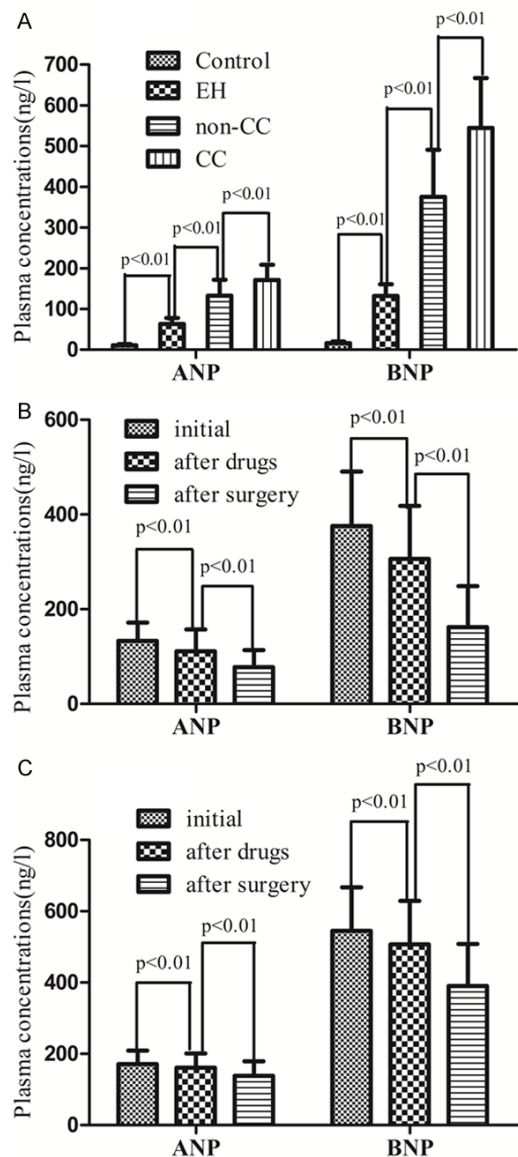 A
Plasma concentrations(ng/l)
700
600
500
400
300
200
100
0
Control
EH
non-CC
CC
p<0.01
p<0.01
p<0.01
p<0.01
p<0.01
p<0.01
ANP
BNP
B
Plasma concentrations(ng/l)
600
400
200
0
initial
after drugs
after surgery
p<0.01
p<0.01
p<0.01
p<0.01
ANP
BNP
C
Plasma concentrations(ng/l)
800
600
400
200
0
initial
after drugs
after surgery
p<0.01
p<0.01
p<0.01
p<0.01
ANP
BNP